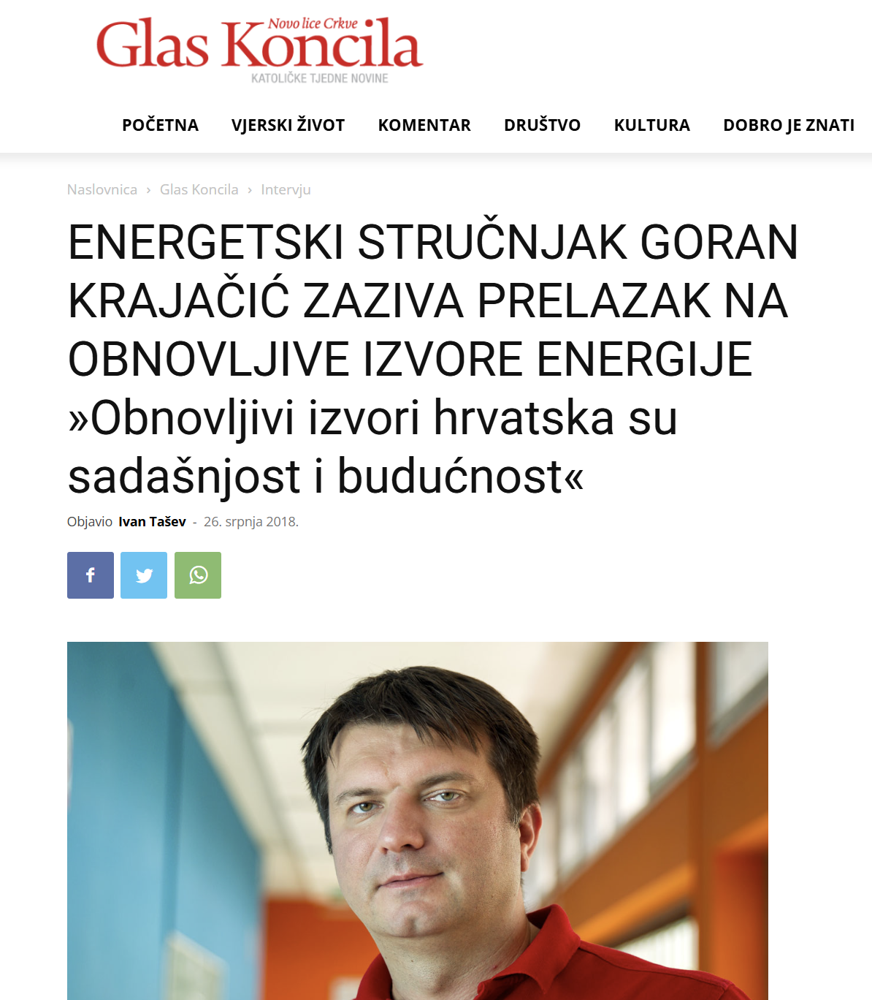 Novo lice Crkve
Glas Koncila
KATOLIČKE TJEDNE NOVINE
POČETNA VJERSKI ŽIVOT KOMENTAR DRUŠTVO KULTURA DOBRO JE ZNATI
Naslovnica › Glas Koncila › Intervju
ENERGETSKI STRUČNJAK GORAN
KRAJAČIĆ ZAZIVA PRELAZAK NA
OBNOVLJIVE IZVORE ENERGIJE
»Obnovljivi izvori hrvatska su
sadašnjost i budućnost«
Objavio Ivan Tašev - 26. srpnja 2018.